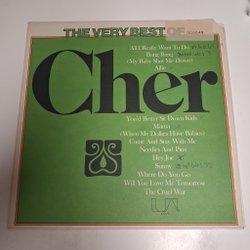 THE VERY BEST OF
Cher
All I Really Want To Do
Bang Bang
(My Baby Shot Me Down)
Alfie
You'd Better Sit Down Kids
Mama
(When My Dollies Have Babies)
Come And Stay With Me
Needles And Pins
Hey Joe
Sunny
Where Do You Go
Will You Love Me Tomorrow
The Cruel War
UA